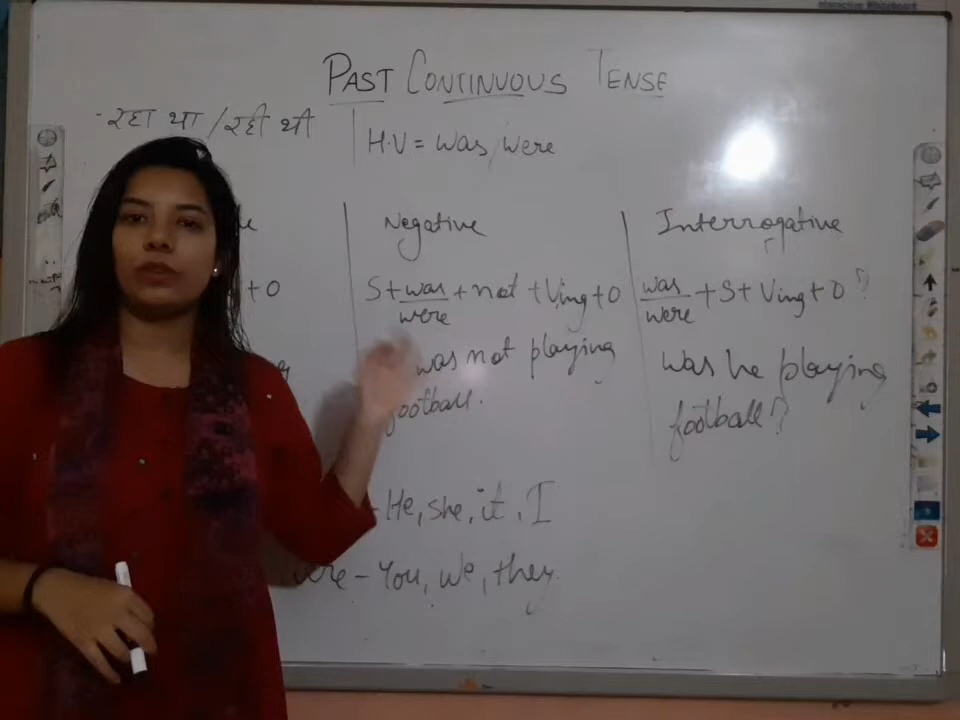 PAST CONTINUOUS TENSE
- रहा था / रही थी
H.V = was/were
Negative
Interrogative
+ O
S + was/were + not + Ving + O
was/were + S + Ving + O ?
was not playing
football.
Was he playing
football?
- He, she, it, I
- You, we, they